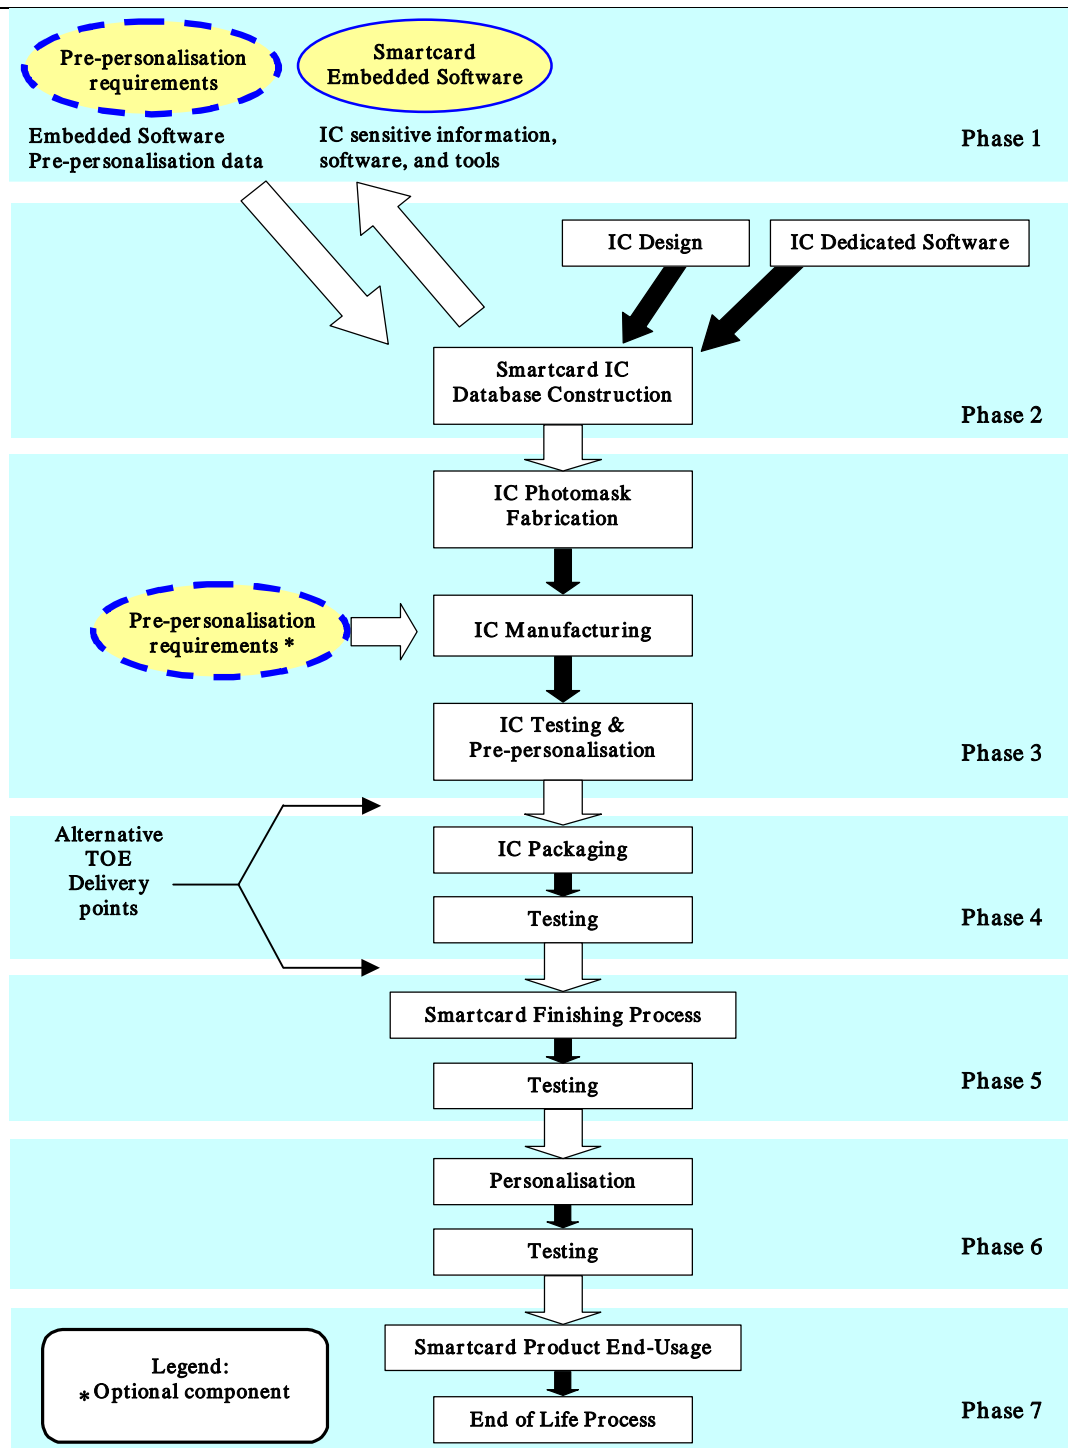 Pre-personalisation
requirements
Smartcard
Embedded Software
Embedded Software
Pre-personalisation data
IC sensitive information,
software, and tools
Phase 1
IC Design
IC Dedicated Software
Smartcard IC
Database Construction
Phase 2
IC Photomask
Fabrication
Pre-personalisation
requirements *
IC Manufacturing
IC Testing &
Pre-personalisation
Phase 3
Alternative
TOE
Delivery
points
IC Packaging
Testing
Phase 4
Smartcard Finishing Process
Testing
Phase 5
Personalisation
Testing
Phase 6
Smartcard Product End-Usage
Legend:
* Optional component
End of Life Process
Phase 7